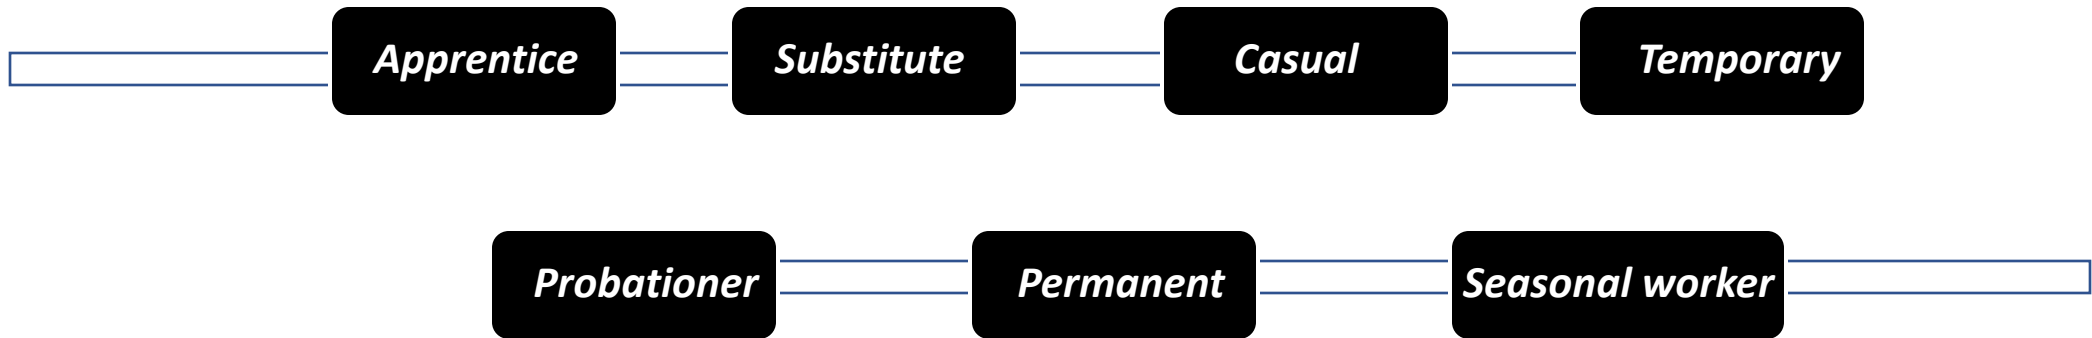 Apprentice Substitute Casual Temporary
Probationer Permanent Seasonal worker